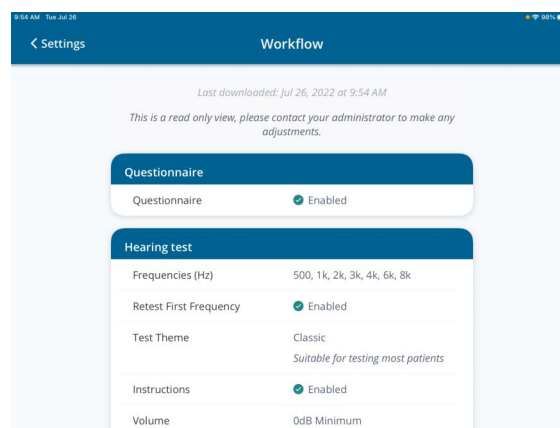 9:54 AM Tue Jul 26
98%
Settings
Workflow
Last downloaded: Jul 26, 2022 at 9:54 AM
This is a read only view, please contact your administrator to make any
adjustments.
Questionnaire
Questionnaire Enabled
Hearing test
Frequencies (Hz) 500, 1k, 2k, 3k, 4k, 6k, 8k
Retest First Frequency Enabled
Test Theme Classic
Suitable for testing most patients
Instructions Enabled
Volume 0dB Minimum